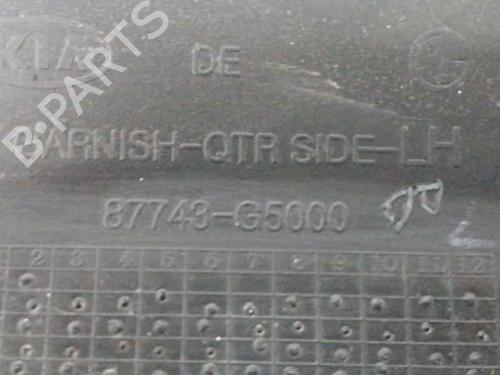 KIA DE
GARNISH-QTR SIDE-LH
87743-G5000
2 3 4 5 6 7 8 9 10 11 12